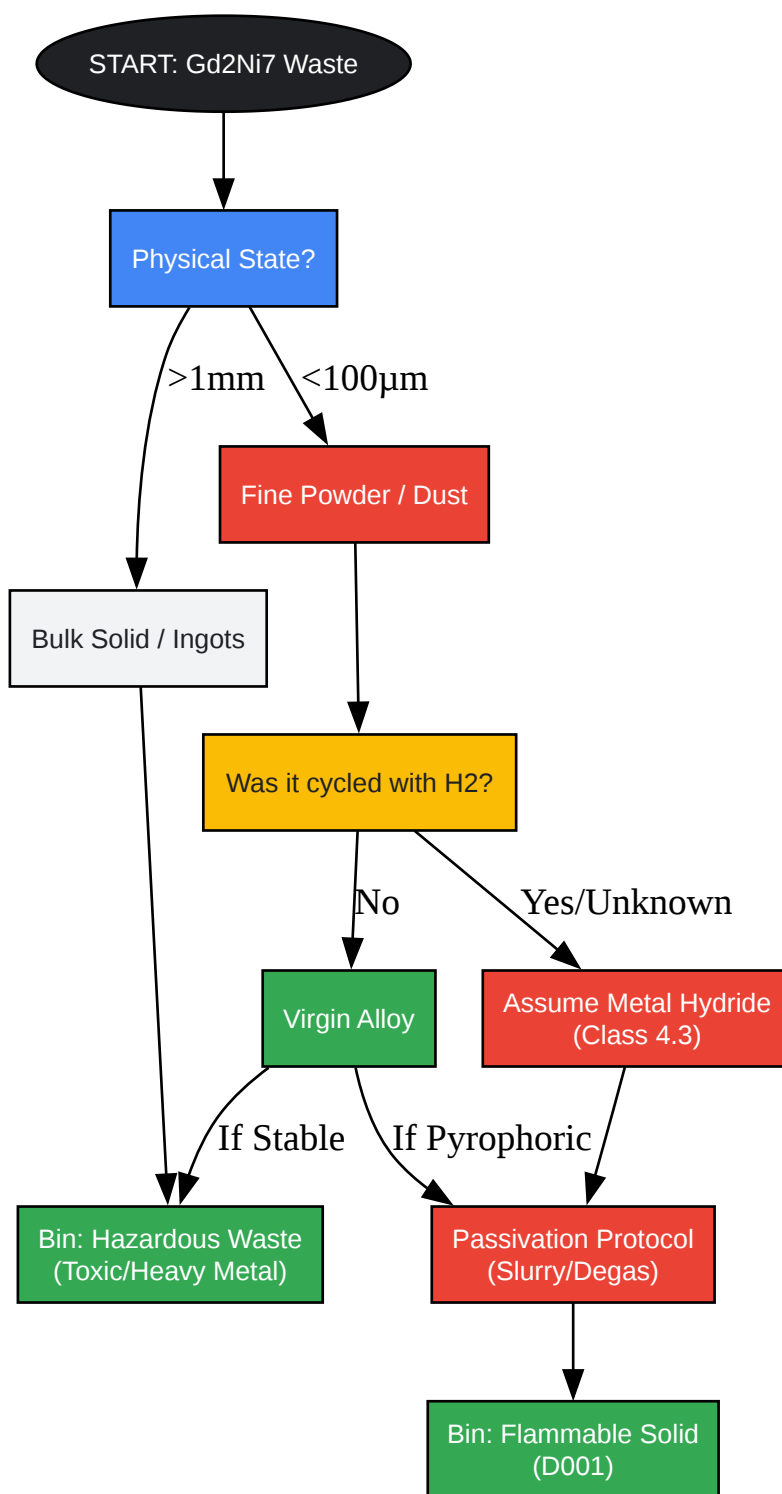 START: Gd2Ni7 Waste
Physical State?
>1mm
<100µm
Fine Powder / Dust
Bulk Solid / Ingots
Was it cycled with H2?
No
Yes/Unknown
Virgin Alloy
Assume Metal Hydride
(Class 4.3)
If Stable
If Pyrophoric
Bin: Hazardous Waste
(Toxic/Heavy Metal)
Passivation Protocol
(Slurry/Degas)
Bin: Flammable Solid
(D001)